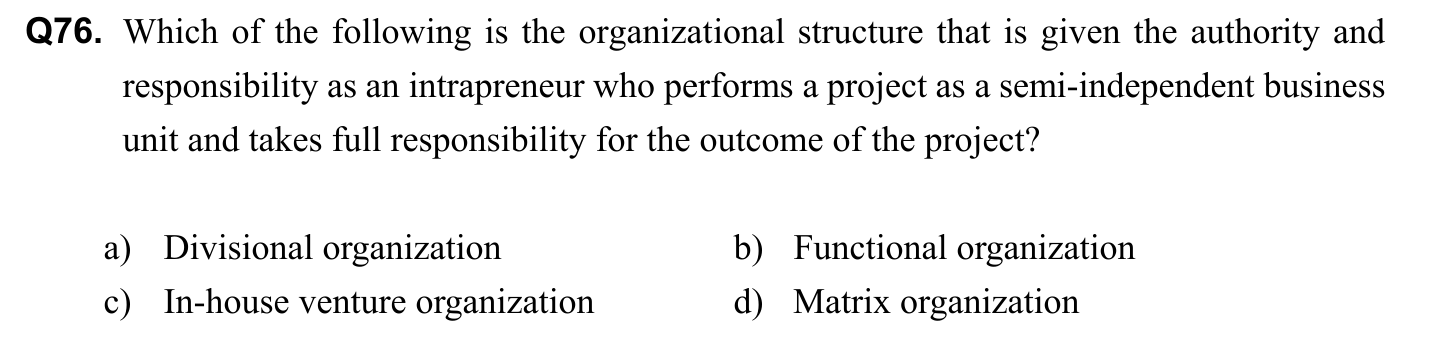 Q76. Which of the following is the organizational structure that is given the authority and
responsibility as an intrapreneur who performs a project as a semi-independent business
unit and takes full responsibility for the outcome of the project?
a) Divisional organization b) Functional organization
c) In-house venture organization d) Matrix organization